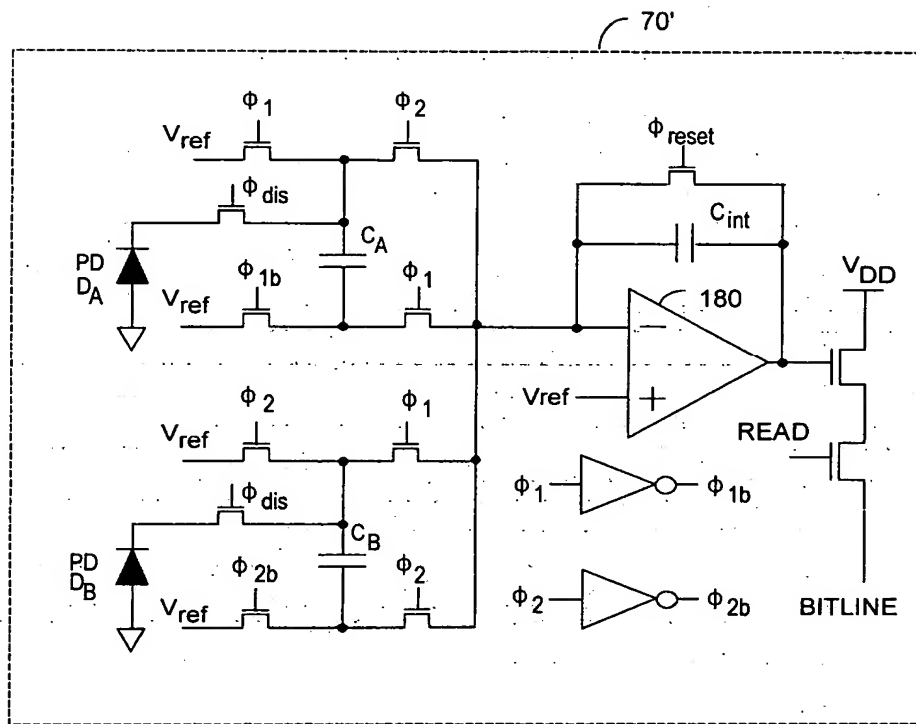 70'
Φ1 Φ2
Vref
Φreset
Φdis
CA
Cint
PD
DA
Φ1b Φ1
Vref
180
VDD
−
Vref +
Φ2 Φ1
Vref
READ
Φdis
Φ1 Φ1b
CB
PD
DB
Φ2b Φ2
Vref
Φ2 Φ2b
BITLINE